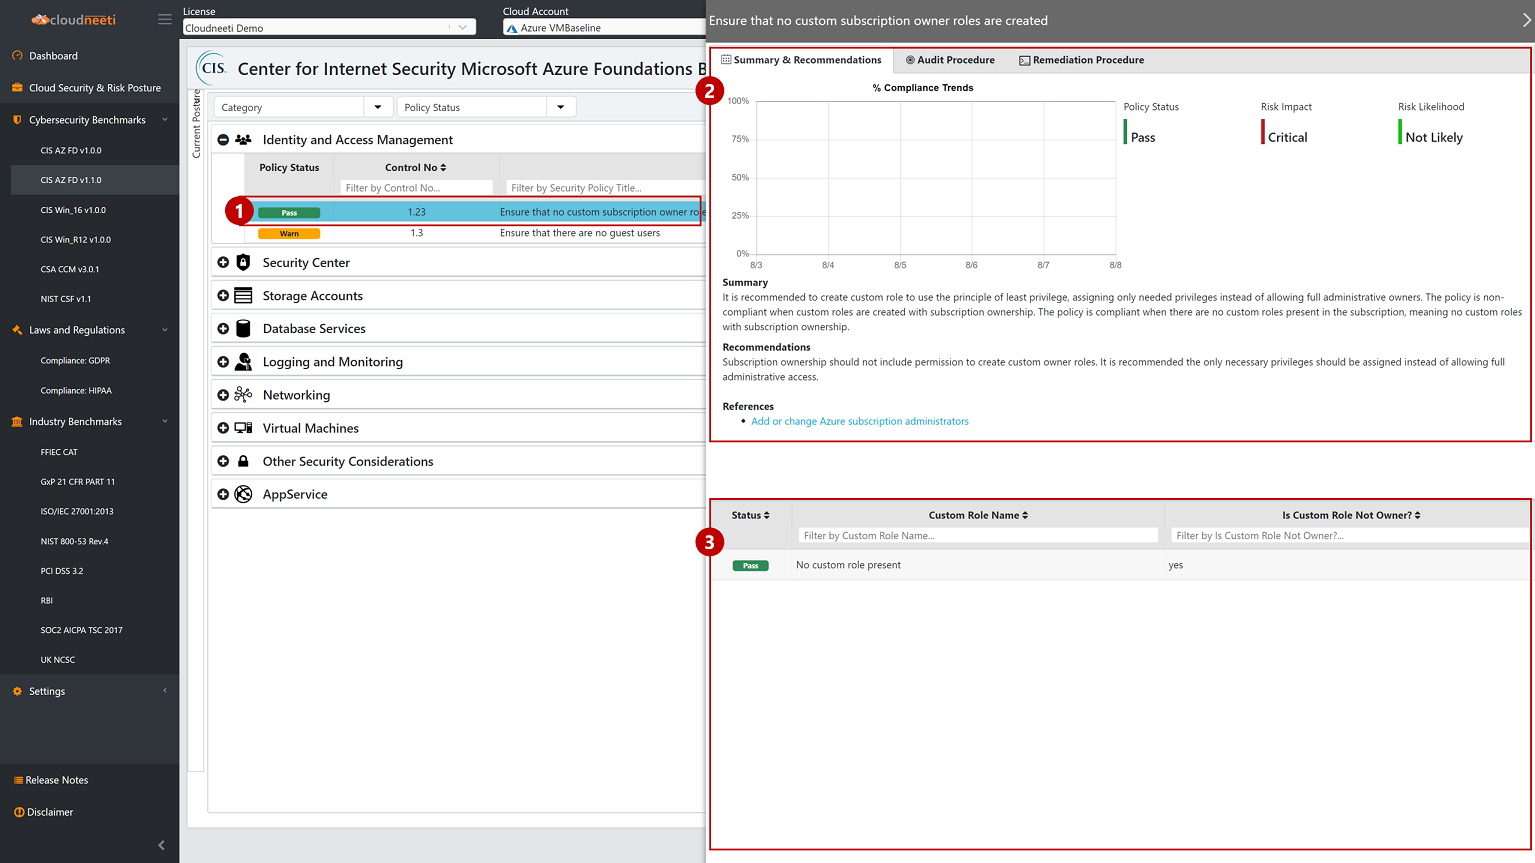 cloudneeti
Dashboard
Cloud Security & Risk Posture
Cybersecurity Benchmarks
CIS AZ FD v1.0.0
CIS AZ FD v1.1.0
CIS Win_16 v1.0.0
CIS Win_R12 v1.0.0
CSA CCM v3.0.1
NIST CSF v1.1
Laws and Regulations
Compliance: GDPR
Compliance: HIPAA
Industry Benchmarks
FFIEC CAT
GxP 21 CFR PART 11
ISO/IEC 27001:2013
NIST 800-53 Rev.4
PCI DSS 3.2
RBI
SOC2 AICPA TSC 2017
UK NCSC
Settings
Release Notes
Disclaimer
License
Cloudneeti Demo
Cloud Account
Azure VMBaseline
CIS. Center for Internet Security Microsoft Azure Foundations B
Current Posture
Category
Policy Status
Identity and Access Management
Policy Status Control No
Filter by Control No... Filter by Security Policy Title...
1
Pass 1.23 Ensure that no custom subscription owner role
Warn 1.3 Ensure that there are no guest users
Security Center
Storage Accounts
Database Services
Logging and Monitoring
Networking
Virtual Machines
Other Security Considerations
AppService
Ensure that no custom subscription owner roles are created
2
Summary & Recommendations Audit Procedure Remediation Procedure
% Compliance Trends
100%
75%
50%
25%
0%
8/3 8/4 8/5 8/6 8/7 8/8
Policy Status Risk Impact Risk Likelihood
Pass Critical Not Likely
Summary
It is recommended to create custom role to use the principle of least privilege, assigning only needed privileges instead of allowing full administrative owners. The policy is non-
compliant when custom roles are created with subscription ownership. The policy is compliant when there are no custom roles present in the subscription, meaning no custom roles
with subscription ownership.
Recommendations
Subscription ownership should not include permission to create custom owner roles. It is recommended the only necessary privileges should be assigned instead of allowing full
administrative access.
References
• Add or change Azure subscription administrators
3
Status Custom Role Name Is Custom Role Not Owner?
Filter by Custom Role Name... Filter by Is Custom Role Not Owner?...
Pass No custom role present yes